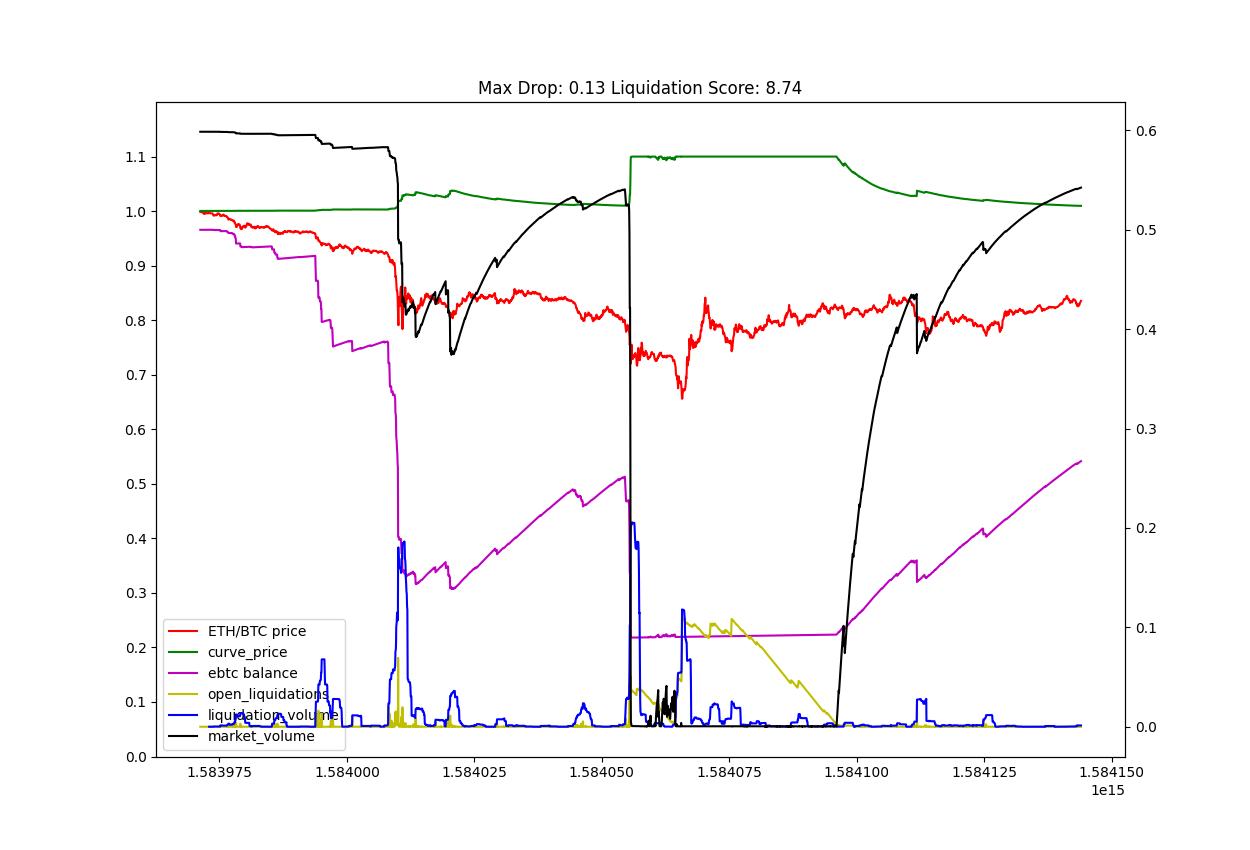 Max Drop: 0.13 Liquidation Score: 8.74
1.1
1.0
0.9
0.8
0.7
0.6
0.5
0.4
0.3
0.2
0.1
0.0
0.6
0.5
0.4
0.3
0.2
0.1
0.0
ETH/BTC price
curve_price
ebtc balance
open_liquidations
liquidation_volume
market_volume
1.583975 1.584000 1.584025 1.584050 1.584075 1.584100 1.584125 1.584150
1e15